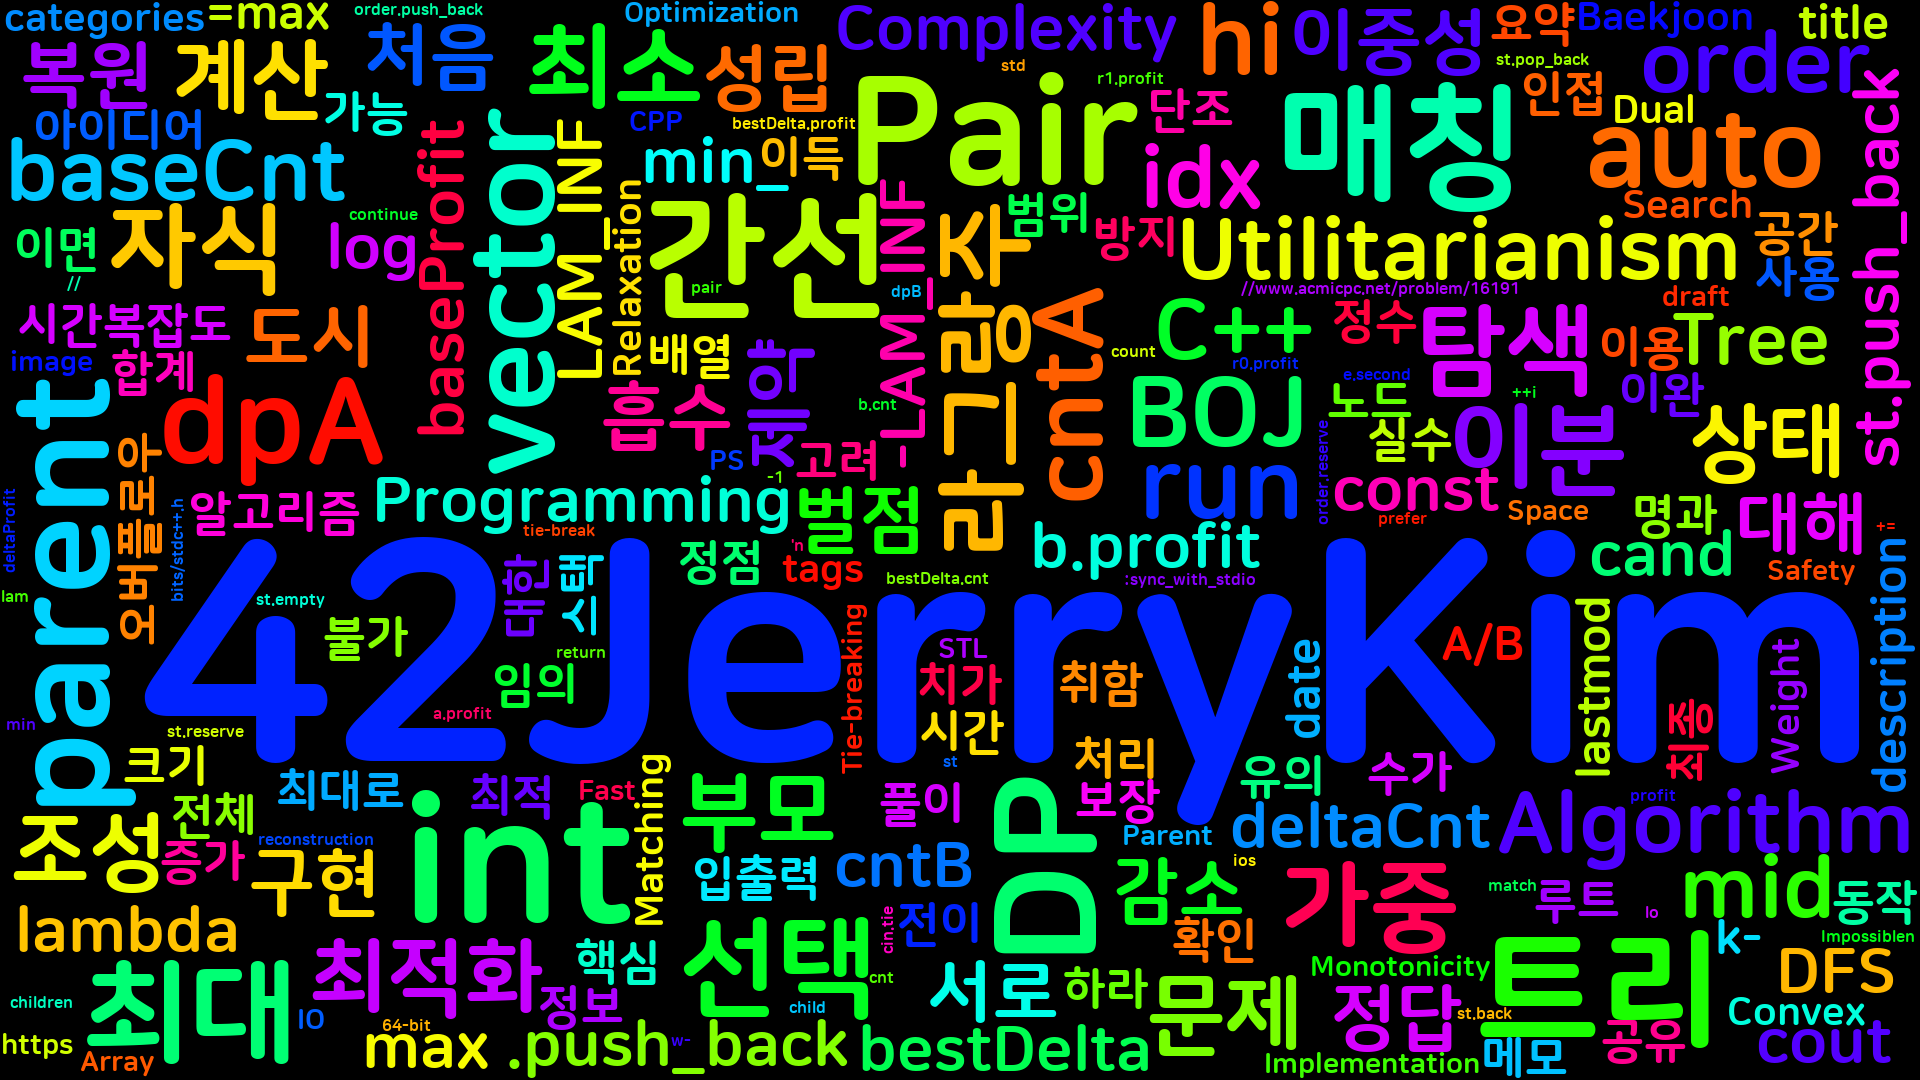 categories
=max
order.push_back
Optimization
Complexity
hi
이중성
요약
Baekjoon
title
복원
계산
처음
최소
성립
std
r1.profit
st.pop_back
order
아이디어
가능
CPP
bestDelta.profit
Pair
단조
매칭
인접
Dual
auto
st.push_back
baseCnt
baseProfit
vector
LAM_INF
min_
이득
idx
Search
이면
//
자식
continue
log
Relaxation
간선
pair
-LAM_INF
dpB
라그랑주
범위
방지
Utilitarianism
공간
사용
시간복잡도
도시
//www.acmicpc.net/problem/16191
draft
image
합계
배열
제약
cntA
count
C++
정수
r0.profit
탐색
이용
Tree
parent
dpA
흡수
b.cnt
BOJ
e.second
노드
++i
이완
오버플로우
PS
고려
-1
실수
이분
상태
deltaProfit
bits/stdc++.h
알고리즘
Programming
벌점
run
order.reserve
const
prefer
Space
명과
대해
+=
tie-break
'n
b.profit
cand
Safety
lam
st.empty
대한
시택
정점
tags
bestDelta.cnt
:sync_with_stdio
description
42JerryKim
불가
return
임의
Tie-breaking
STL
치가
취함
date
A/B
lastmod
최종
Weight
min
st.reserve
a.profit
시간
st
처리
크기
최대로
최적
Fast
Matching
부모
풀이
보장
유의
수가
profit
전체
조성
증가
reconstruction
구현
int
입출력
cntB
DP
Parent
deltaCnt
Algorithm
ios
감소
가중
match
루트
lo
mid
동작
lambda
최적화
핵심
선택
cin.tie
전이
확인
k-
Impossiblen
최대
children
IO
정보
child
cnt
서로
하라
문제
Monotonicity
정답
st.back
트리
DFS
Convex
https
Array
64-bit
max
.push_back
w-
bestDelta
Implementation
메모
공유
cout